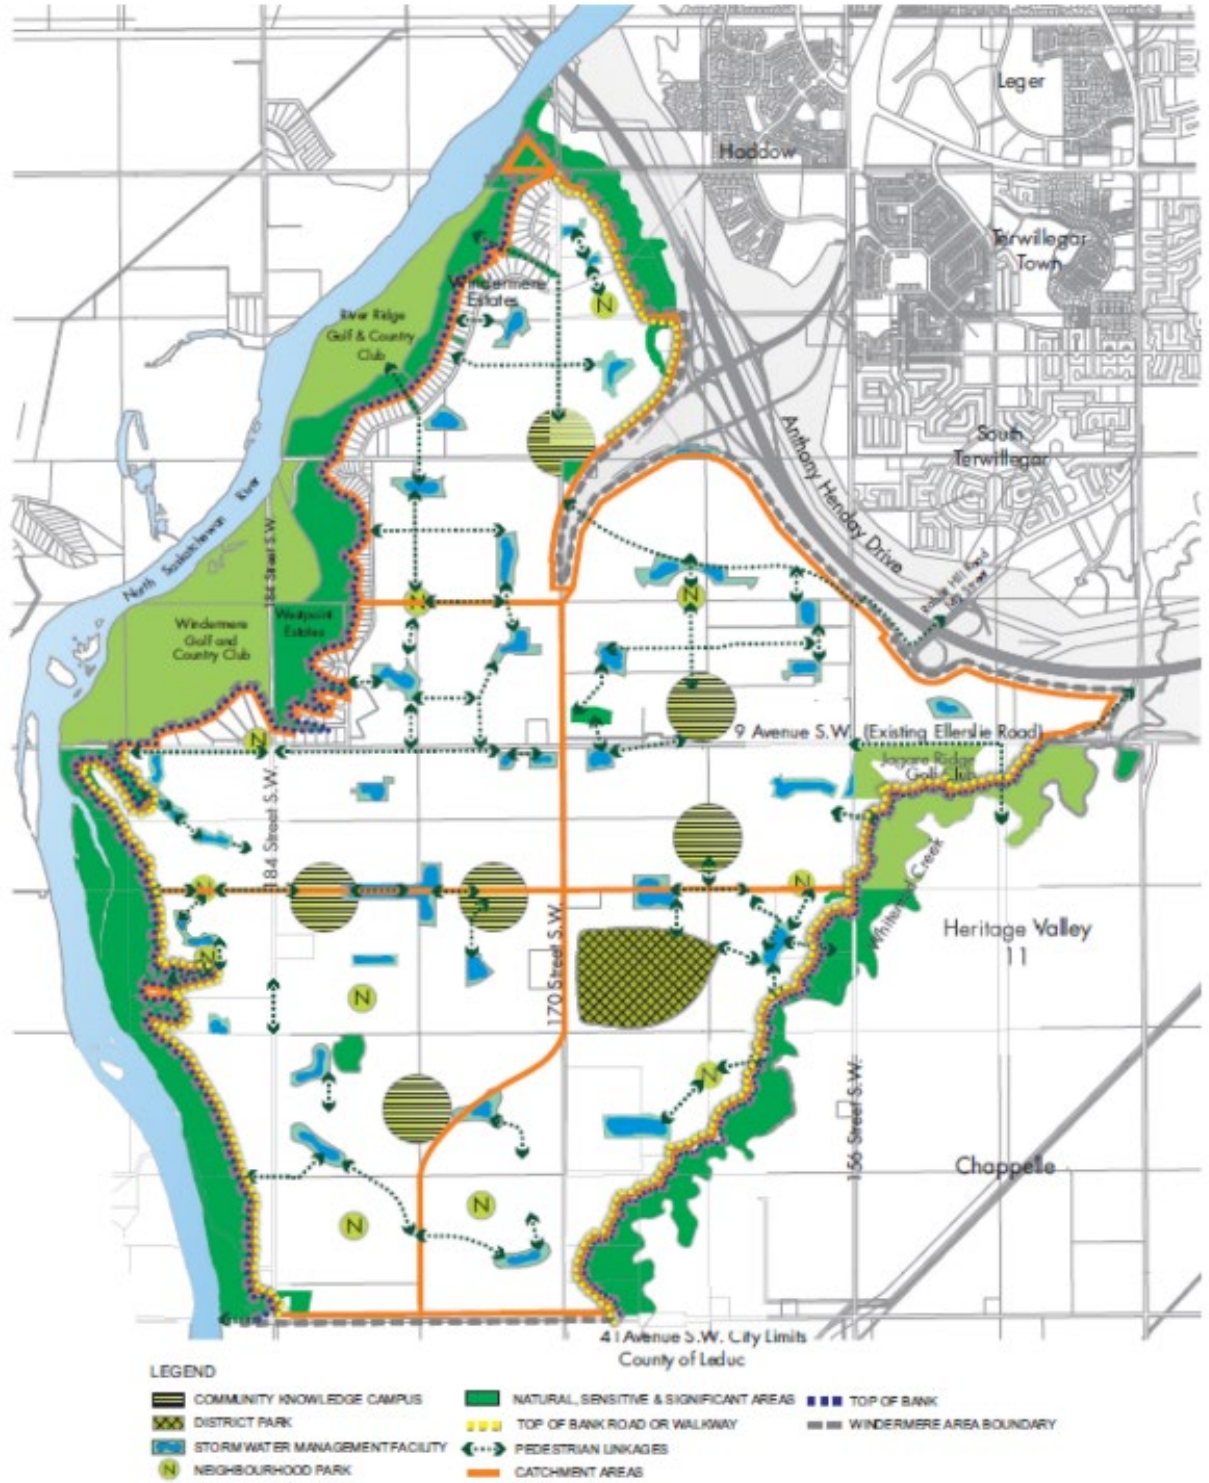 Leger
Haddow
Terwillegar
Town
Windermere
Estates
N
River Ridge
Golf & Country
Club
Anthony Henday Drive
South
Terwillegar
North Saskatchewan River
184 Street S.W.
Rabbit Hill Road
N
N
Windermere
Golf and
Country Club
Westpoint
Estates
9 Avenue S.W. (Existing Ellerslie Road)
N
Jagare Ridge
Golf Club
184 Street S.W.
Whitemud Creek
N
N
170 Street S.W.
Heritage Valley
11
N
N
N
156 Street S.W.
Chappelle
N
N
41 Avenue S.W. City Limits
County of Leduc
LEGEND
COMMUNITY KNOWLEDGE CAMPUS
DISTRICT PARK
STORM WATER MANAGEMENT FACILITY
N NEIGHBOURHOOD PARK
NATURAL, SENSITIVE & SIGNIFICANT AREAS
TOP OF BANK ROAD OR WALKWAY
PEDESTRIAN LINKAGES
CATCHMENT AREAS
TOP OF BANK
WINDERMERE AREA BOUNDARY